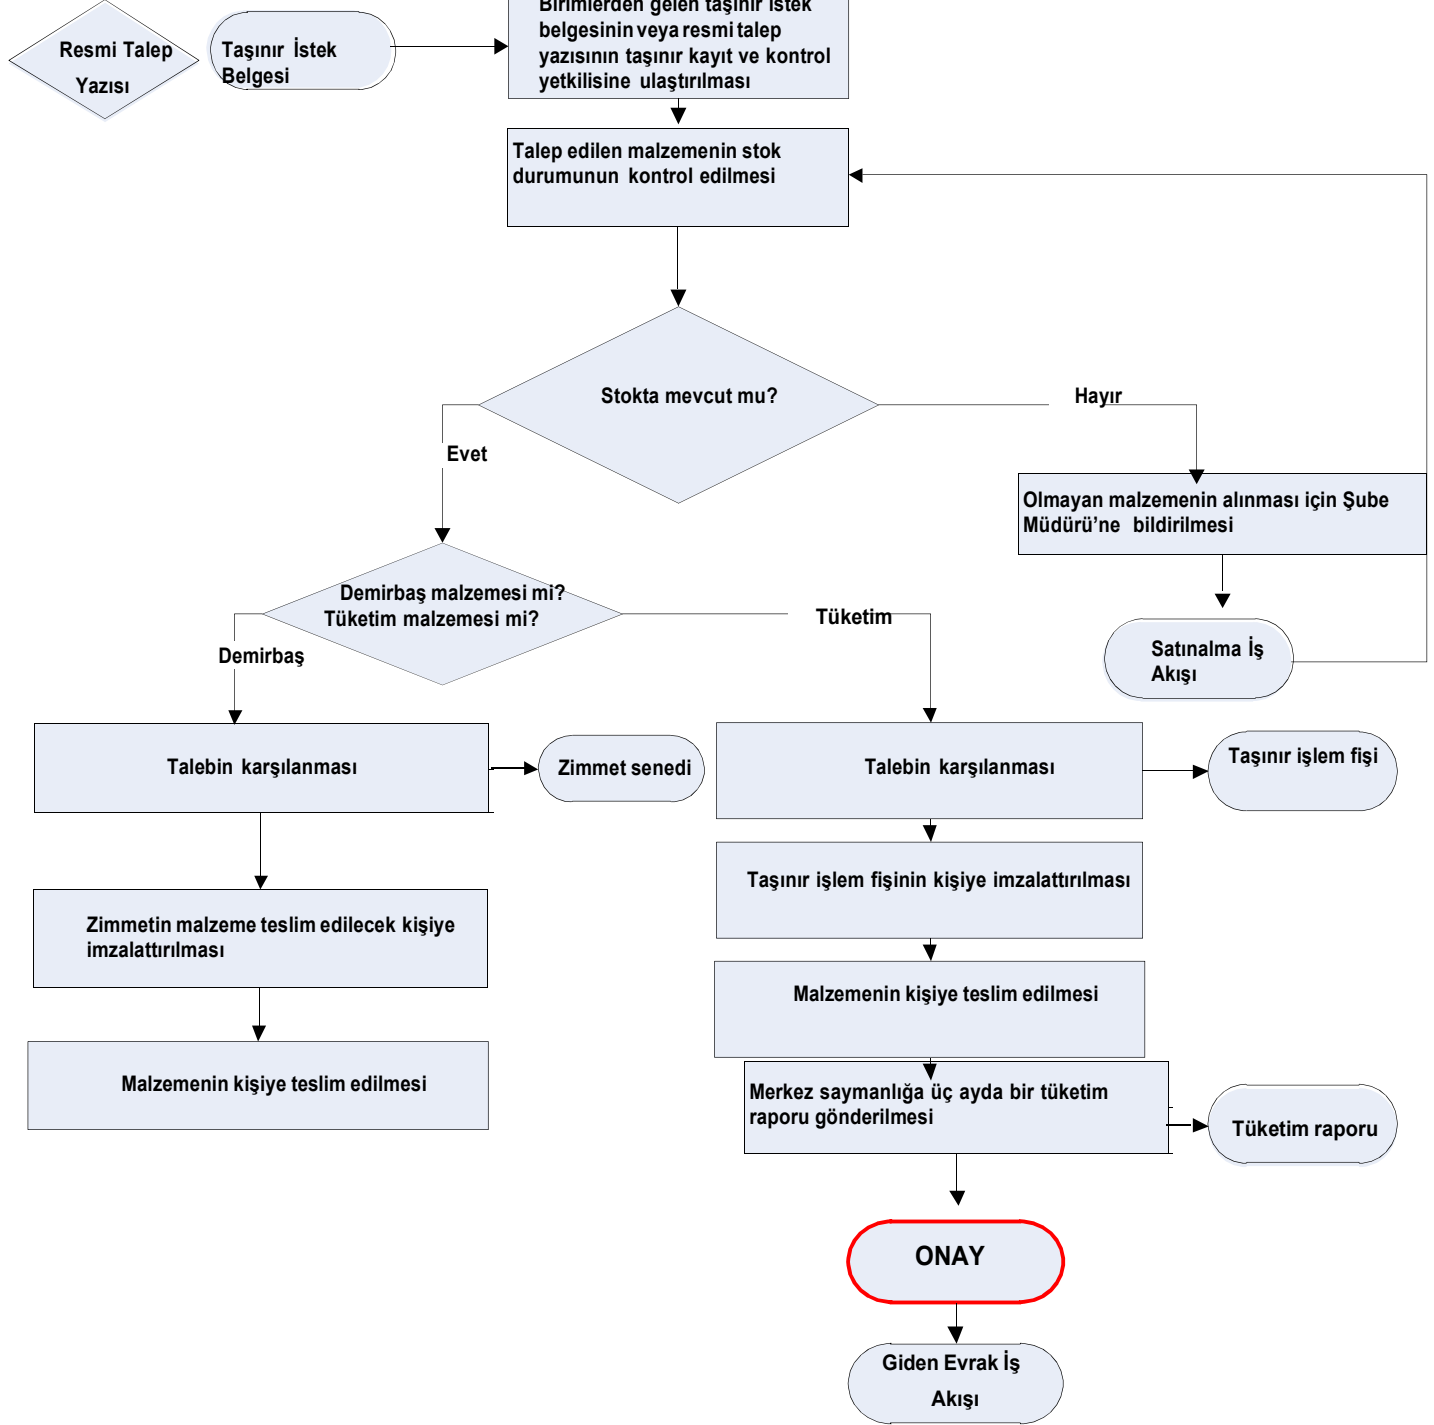 Resmi Talep
Yazısı
Taşınır İstek
Belgesi
Birimlerden gelen taşınır istek
belgesinin veya resmi talep
yazısının taşınır kayıt ve kontrol
yetkilisine ulaştırılması
Talep edilen malzemenin stok
durumunun kontrol edilmesi
Stokta mevcut mu?
Hayır
Evet
Olmayan malzemenin alınması için Şube
Müdürü’ne bildirilmesi
Demirbaş malzemesi mi?
Tüketim malzemesi mi?
Tüketim
Demirbaş
Satınalma İş
Akışı
Talebin karşılanması
Zimmet senedi
Talebin karşılanması
Taşınır işlem fişi
Taşınır işlem fişinin kişiye imzalattırılması
Zimmetin malzeme teslim edilecek kişiye
imzalattırılması
Malzemenin kişiye teslim edilmesi
Malzemenin kişiye teslim edilmesi
Merkez saymanlığa üç ayda bir tüketim
raporu gönderilmesi
Tüketim raporu
ONAY
Giden Evrak İş
Akışı